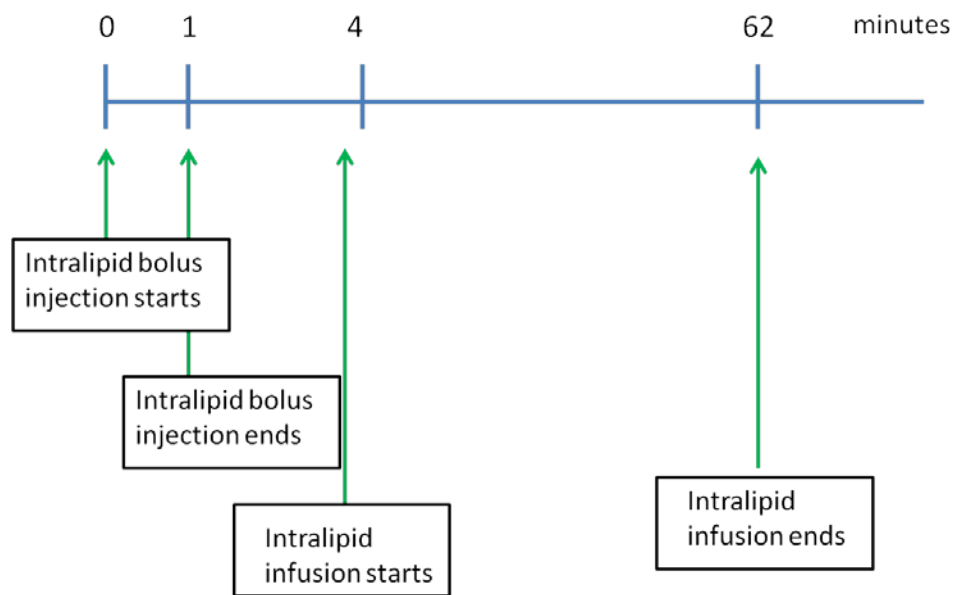 0 1 4 62 minutes
Intralipid bolus
injection starts
Intralipid bolus
injection ends
Intralipid
infusion starts
Intralipid
infusion ends